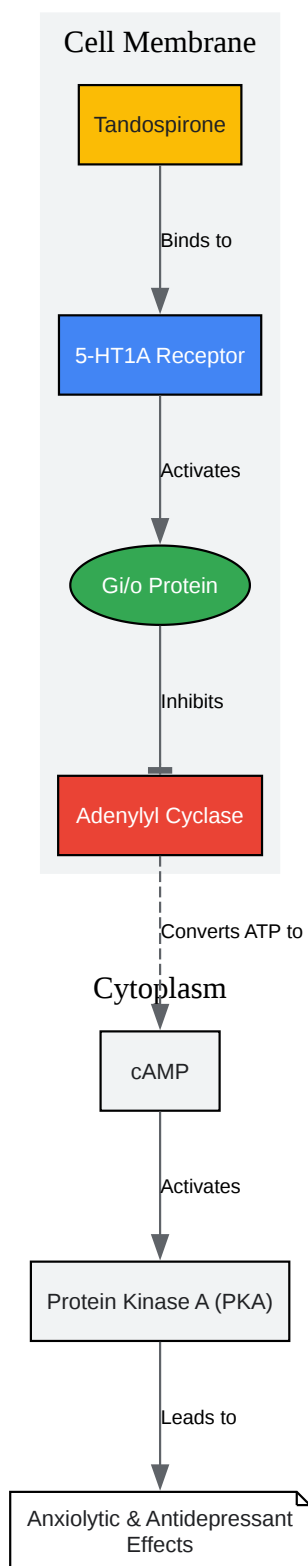 Cell Membrane
Tandospirone
Binds to
5-HT1A Receptor
Activates
Gi/o Protein
Inhibits
Adenylyl Cyclase
Converts ATP to
Cytoplasm
cAMP
Activates
Protein Kinase A (PKA)
Leads to
Anxiolytic & Antidepressant
Effects